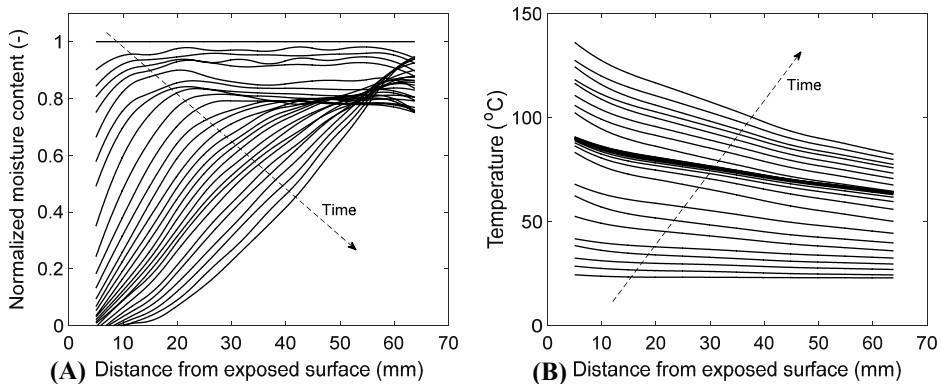 Normalized moisture content (-)
1
0.8
0.6
0.4
0.2
0
Time
0 10 20 30 40 50 60 70
(A) Distance from exposed surface (mm)
Temperature (°C)
150
100
50
0
Time
0 10 20 30 40 50 60 70
(B) Distance from exposed surface (mm)